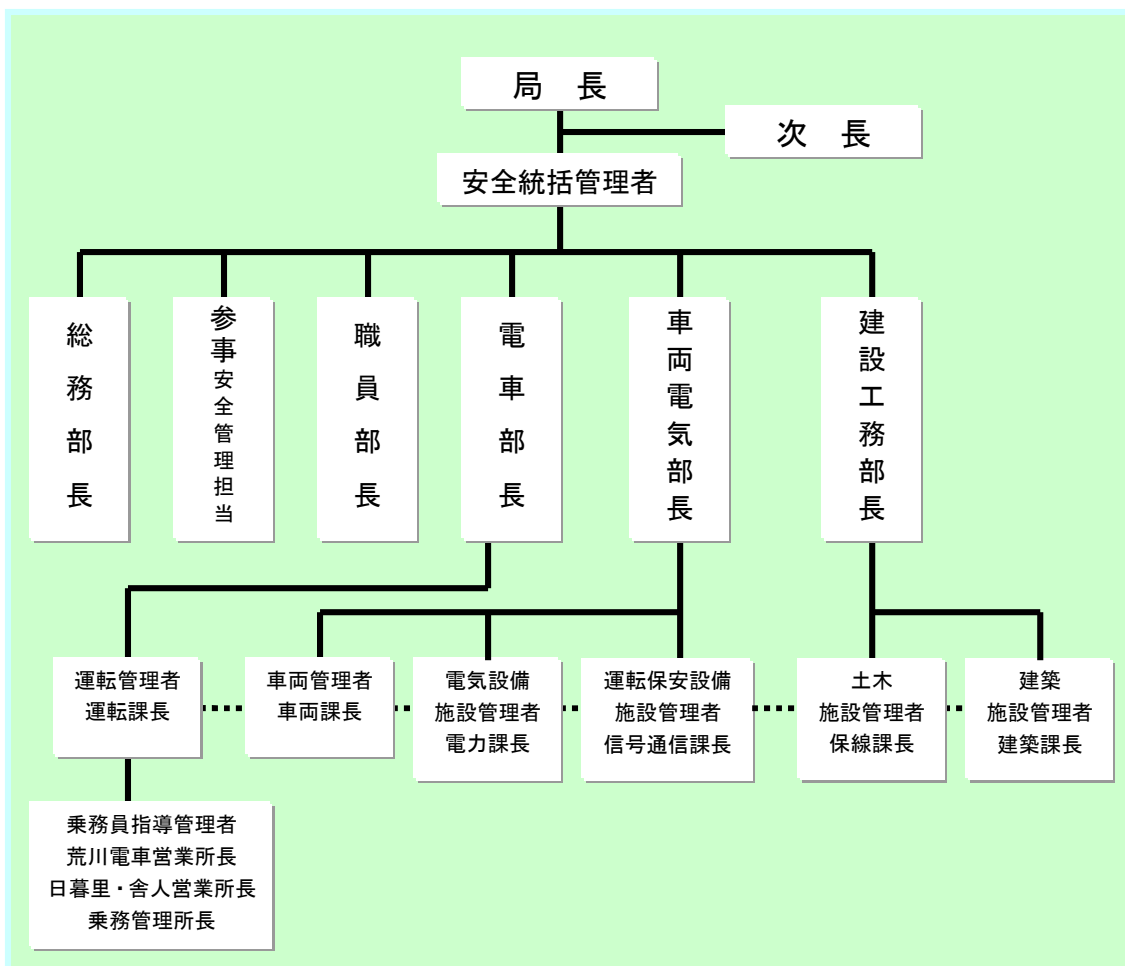 局　長
次　長
安全統括管理者
総務部長
参事安全管理担当
職員部長
電車部長
車両電気部長
建設工務部長
運転管理者
運転課長
車両管理者
車両課長
電気設備
施設管理者
電力課長
運転保安設備
施設管理者
信号通信課長
土木
施設管理者
保線課長
建築
施設管理者
建築課長
乗務員指導管理者
荒川電車営業所長
日暮里・舎人営業所長
乗務管理所長